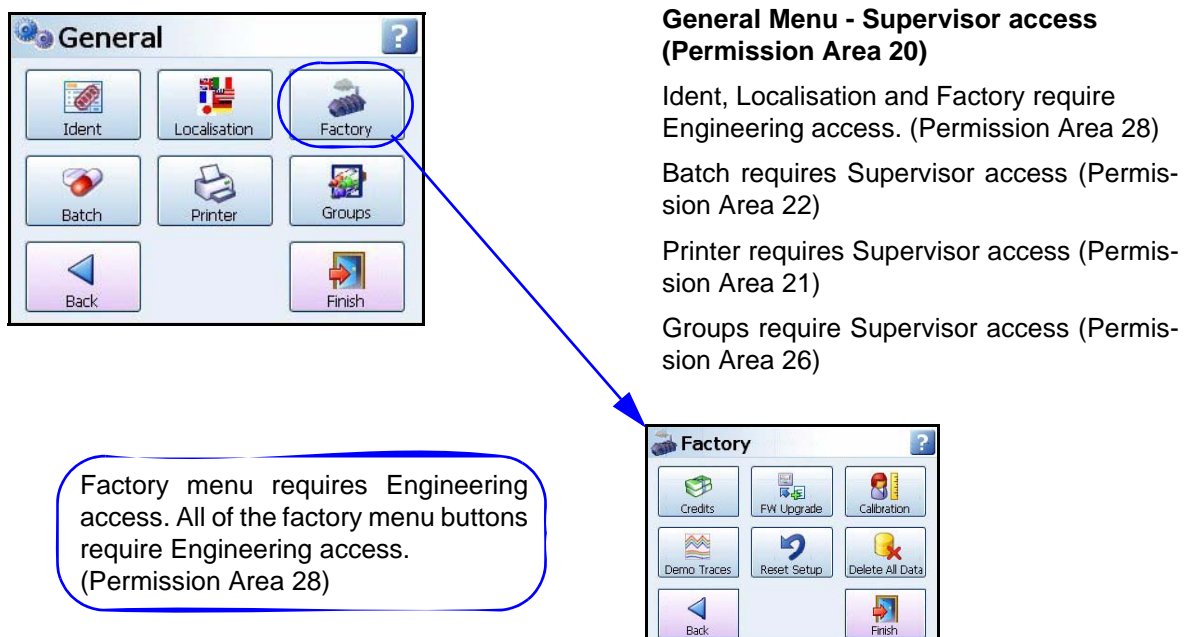 General
?
Ident
Localisation
Factory
Batch
Printer
Groups
Back
Finish
General Menu - Supervisor access
(Permission Area 20)
Ident, Localisation and Factory require
Engineering access. (Permission Area 28)
Batch requires Supervisor access (Permis-
sion Area 22)
Printer requires Supervisor access (Permis-
sion Area 21)
Groups require Supervisor access (Permis-
sion Area 26)
Factory menu requires Engineering
access. All of the factory menu buttons
require Engineering access.
(Permission Area 28)
Factory
?
Credits
FW Upgrade
Calibration
Demo Traces
Reset Setup
Delete All Data
Back
Finish